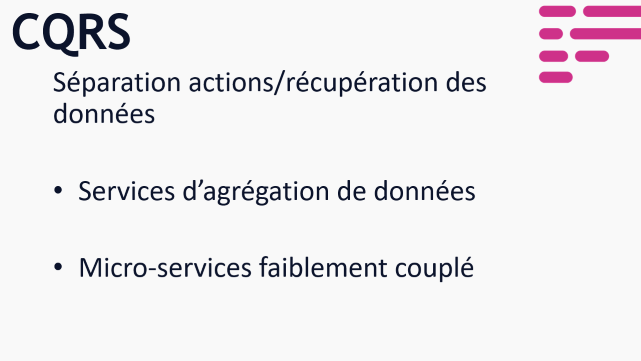 CQRS
Séparation actions/récupération des
données
• Services d’agrégation de données
• Micro-services faiblement couplé